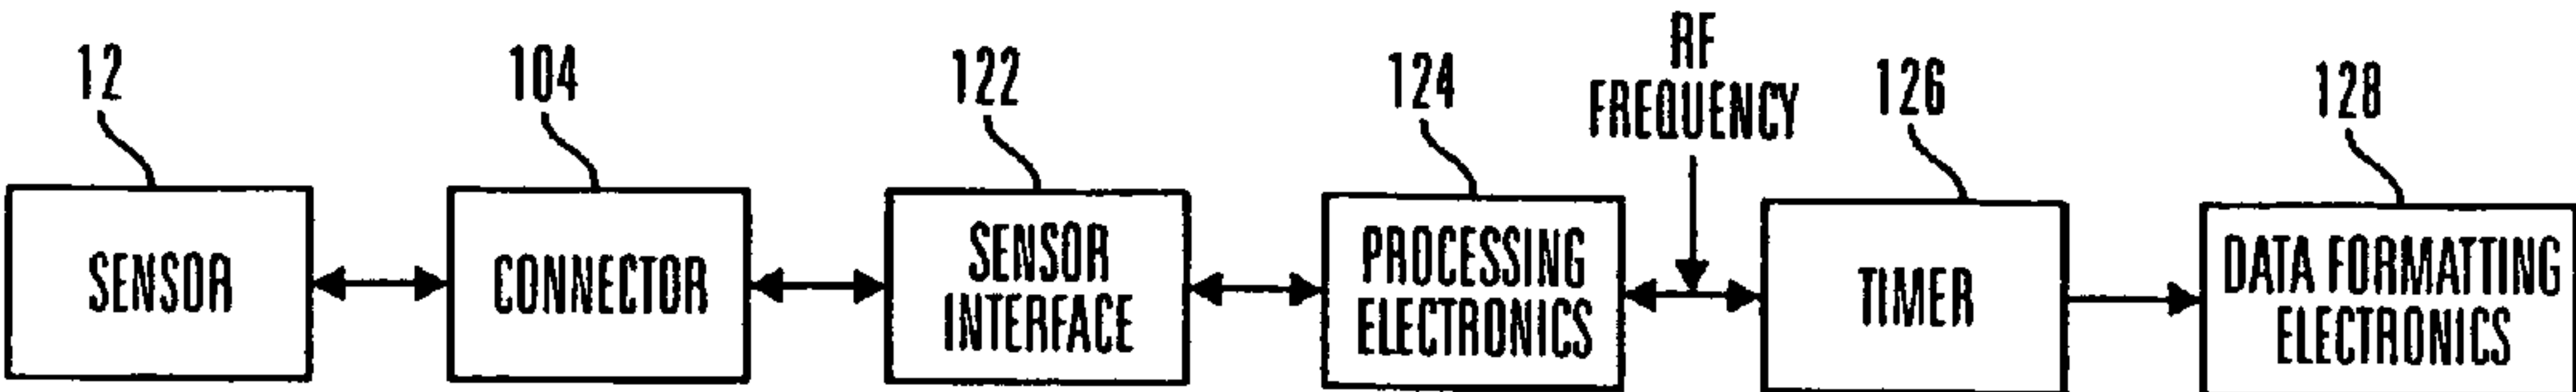 12
104
122
124
RF
FREQUENCY
126
128
SENSOR
CONNECTOR
SENSOR
INTERFACE
PROCESSING
ELECTRONICS
TIMER
DATA FORMATTING
ELECTRONICS